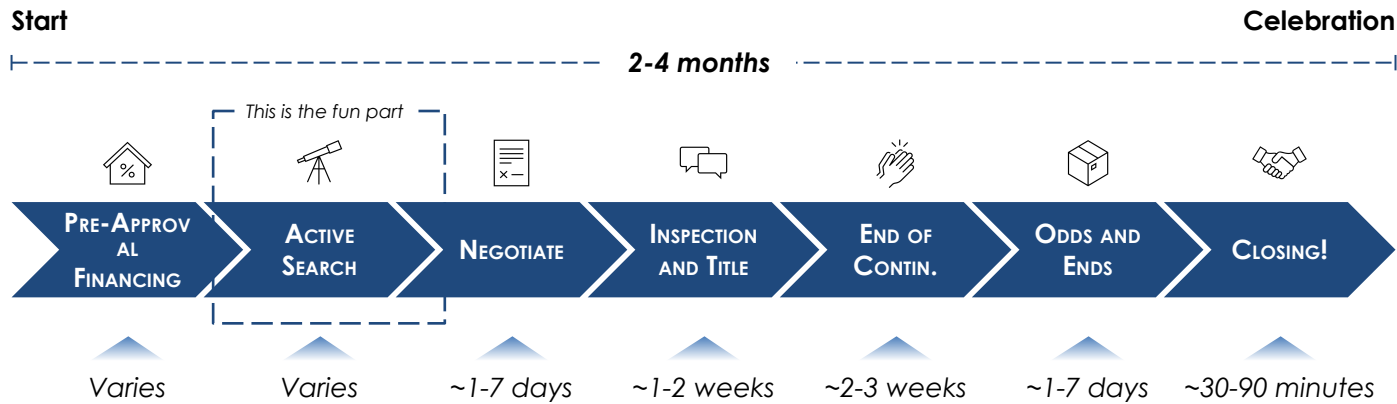 Start
Celebration
2-4 months
This is the fun part
%
x
PRE-APPROV
AL
FINANCING
ACTIVE
SEARCH
NEGOTIATE
INSPECTION
AND TITLE
END OF
CONTIN.
ODDS AND
ENDS
CLOSING!
Varies
Varies
~1-7 days
~1-2 weeks
~2-3 weeks
~1-7 days
~30-90 minutes